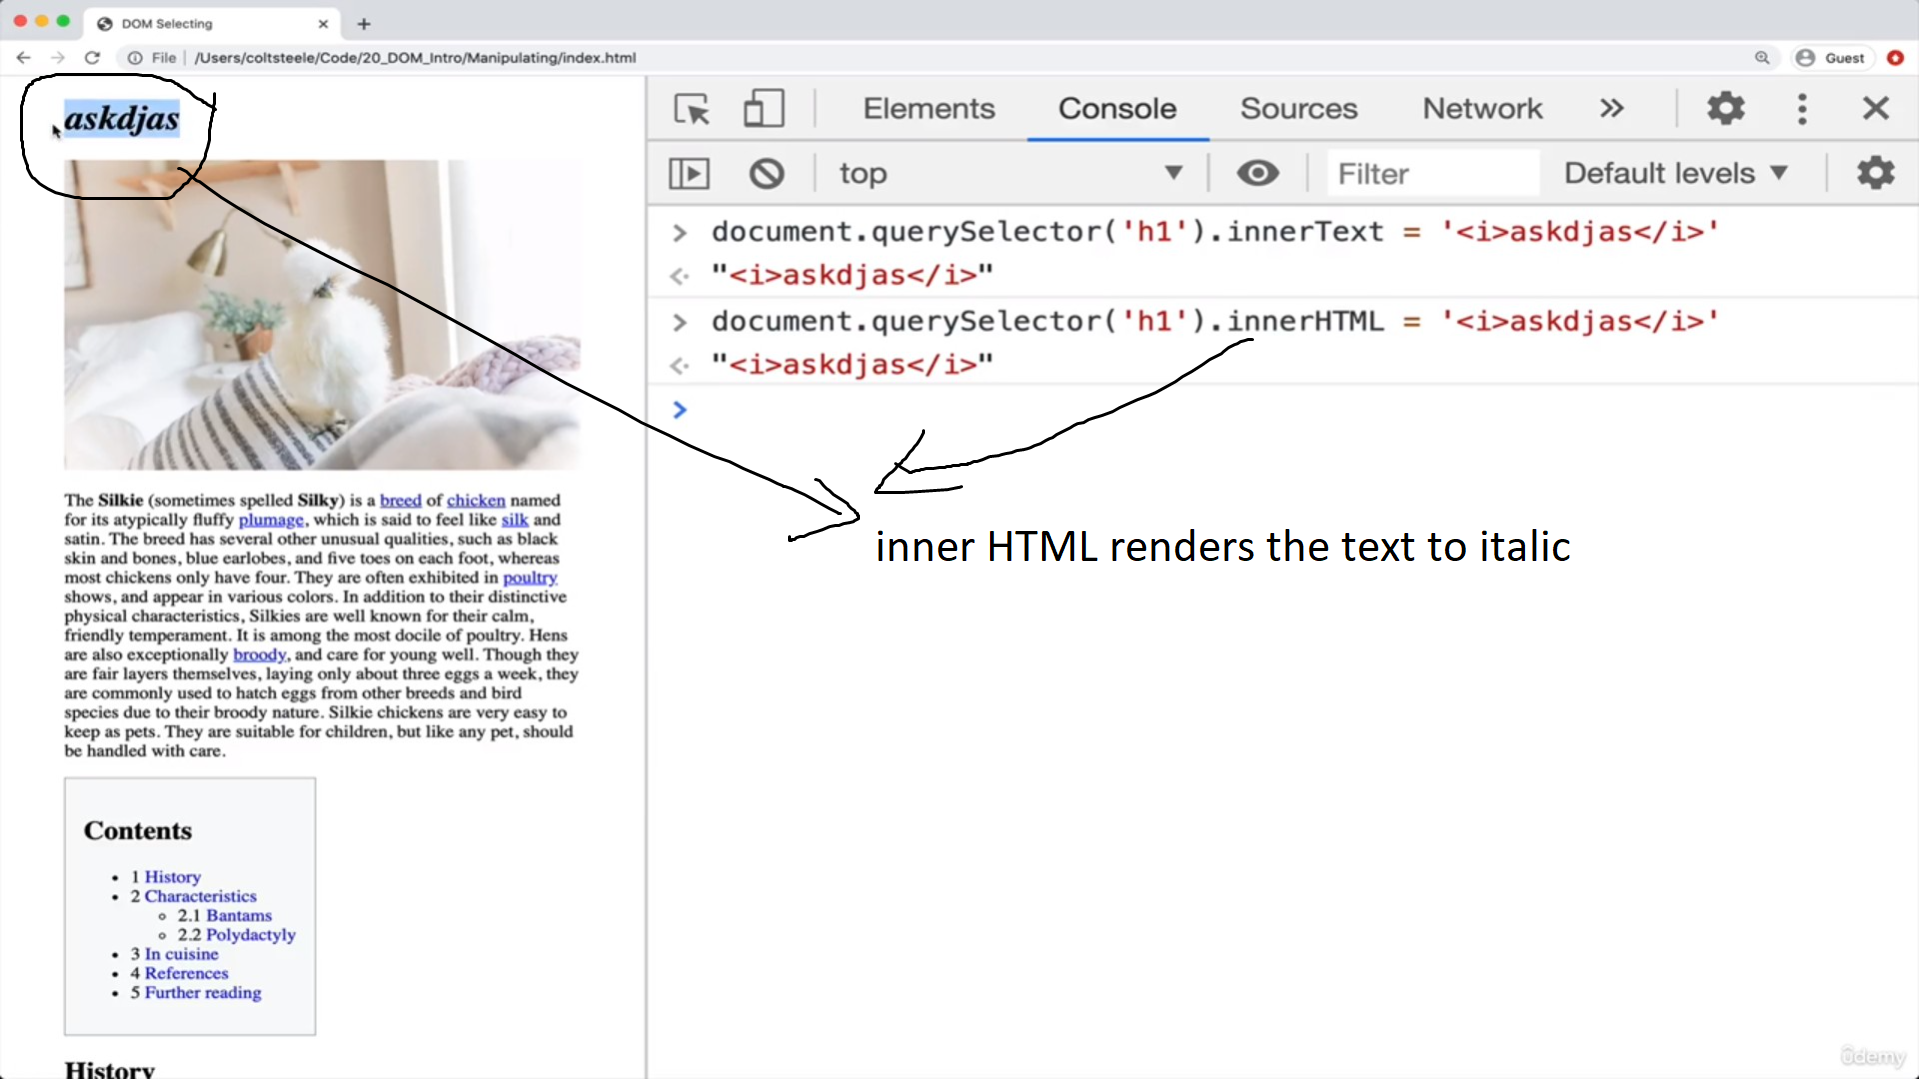 DOM Selecting
File | /Users/coltsteele/Code/20_DOM_Intro/Manipulating/index.html
Guest
askdjas
The Silkie (sometimes spelled Silky) is a breed of chicken named
for its atypically fluffy plumage, which is said to feel like silk and
satin. The breed has several other unusual qualities, such as black
skin and bones, blue earlobes, and five toes on each foot, whereas
most chickens only have four. They are often exhibited in poultry
shows, and appear in various colors. In addition to their distinctive
physical characteristics, Silkies are well known for their calm,
friendly temperament. It is among the most docile of poultry. Hens
are also exceptionally broody, and care for young well. Though they
are fair layers themselves, laying only about three eggs a week, they
are commonly used to hatch eggs from other breeds and bird
species due to their broody nature. Silkie chickens are very easy to
keep as pets. They are suitable for children, but like any pet, should
be handled with care.
Contents
• 1 History
• 2 Characteristics
◦ 2.1 Bantams
◦ 2.2 Polydactyly
• 3 In cuisine
• 4 References
• 5 Further reading
History
Elements Console Sources Network »
top Filter Default levels
> document.querySelector('h1').innerText = '<i>askdjas</i>'
"<i>askdjas</i>"
> document.querySelector('h1').innerHTML = '<i>askdjas</i>'
"<i>askdjas</i>"
>
inner HTML renders the text to italic
ûdemy